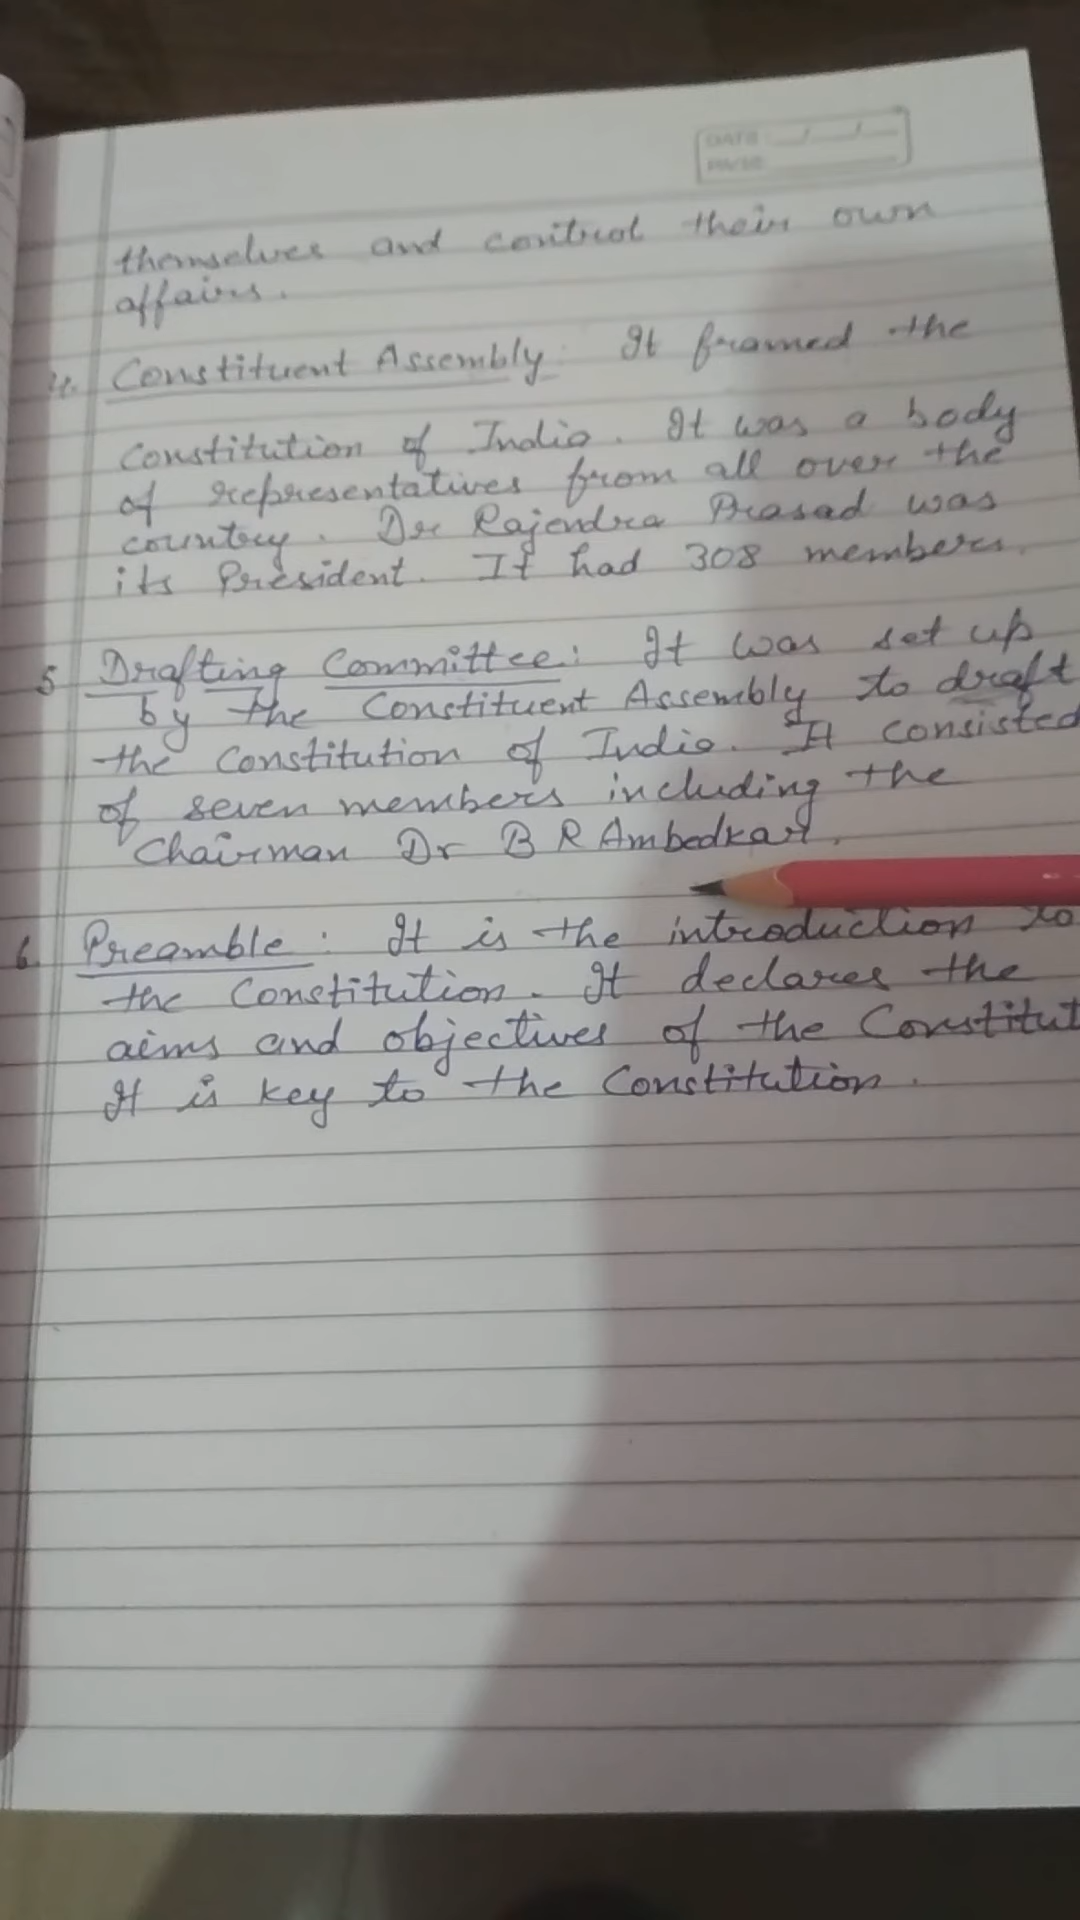 DATE
PAGE
themselves and control their own
affairs.
4. Constituent Assembly: It framed the
Constitution of India. It was a body
of representatives from all over the
country. Dr Rajendra Prasad was
its President. It had 308 members.
5 Drafting Committee: It was set up
by the Constituent Assembly to draft
the Constitution of India. It consisted
of seven members including the
Chairman Dr B R Ambedkar.
6. Preamble: It is the introduction to
the Constitution. It declares the
aims and objectives of the Constitut
It is key to the Constitution.